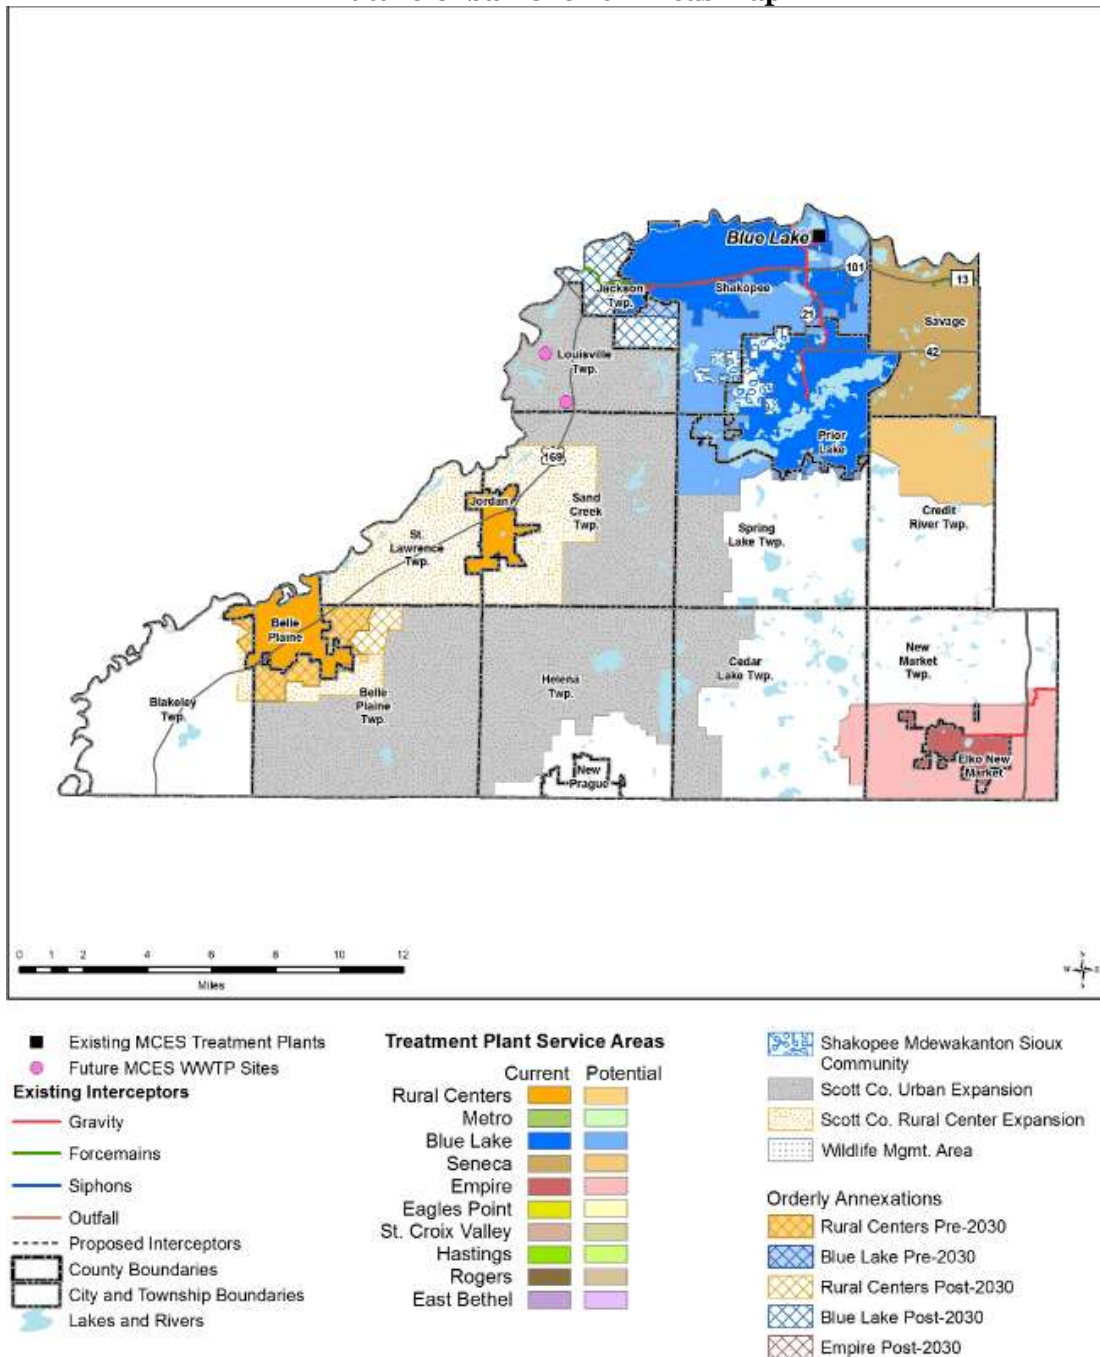 Blue Lake
101
13
Jackson
Twp.
Shakopee
21
Savage
42
Louisville
Twp.
Prior
Lake
169
Jordan
Sand
Creek
Twp.
St.
Lawrence
Twp.
Spring
Lake Twp.
Credit
River Twp.
Belle
Plaine
Blakeley
Twp.
Belle
Plaine
Twp.
Helena
Twp.
Cedar
Lake Twp.
New
Market
Twp.
New
Prague
Elko New
Market
0 1 2 4 6 8 10 12
Miles
Existing MCES Treatment Plants
Future MCES WWTP Sites
Existing Interceptors
Gravity
Forcemains
Siphons
Outfall
Proposed Interceptors
County Boundaries
City and Township Boundaries
Lakes and Rivers
Treatment Plant Service Areas
Current Potential
Rural Centers
Metro
Blue Lake
Seneca
Empire
Eagles Point
St. Croix Valley
Hastings
Rogers
East Bethel
Shakopee Mdewakanton Sioux
Community
Scott Co. Urban Expansion
Scott Co. Rural Center Expansion
Wildlife Mgmt. Area
Orderly Annexations
Rural Centers Pre-2030
Blue Lake Pre-2030
Rural Centers Post-2030
Blue Lake Post-2030
Empire Post-2030